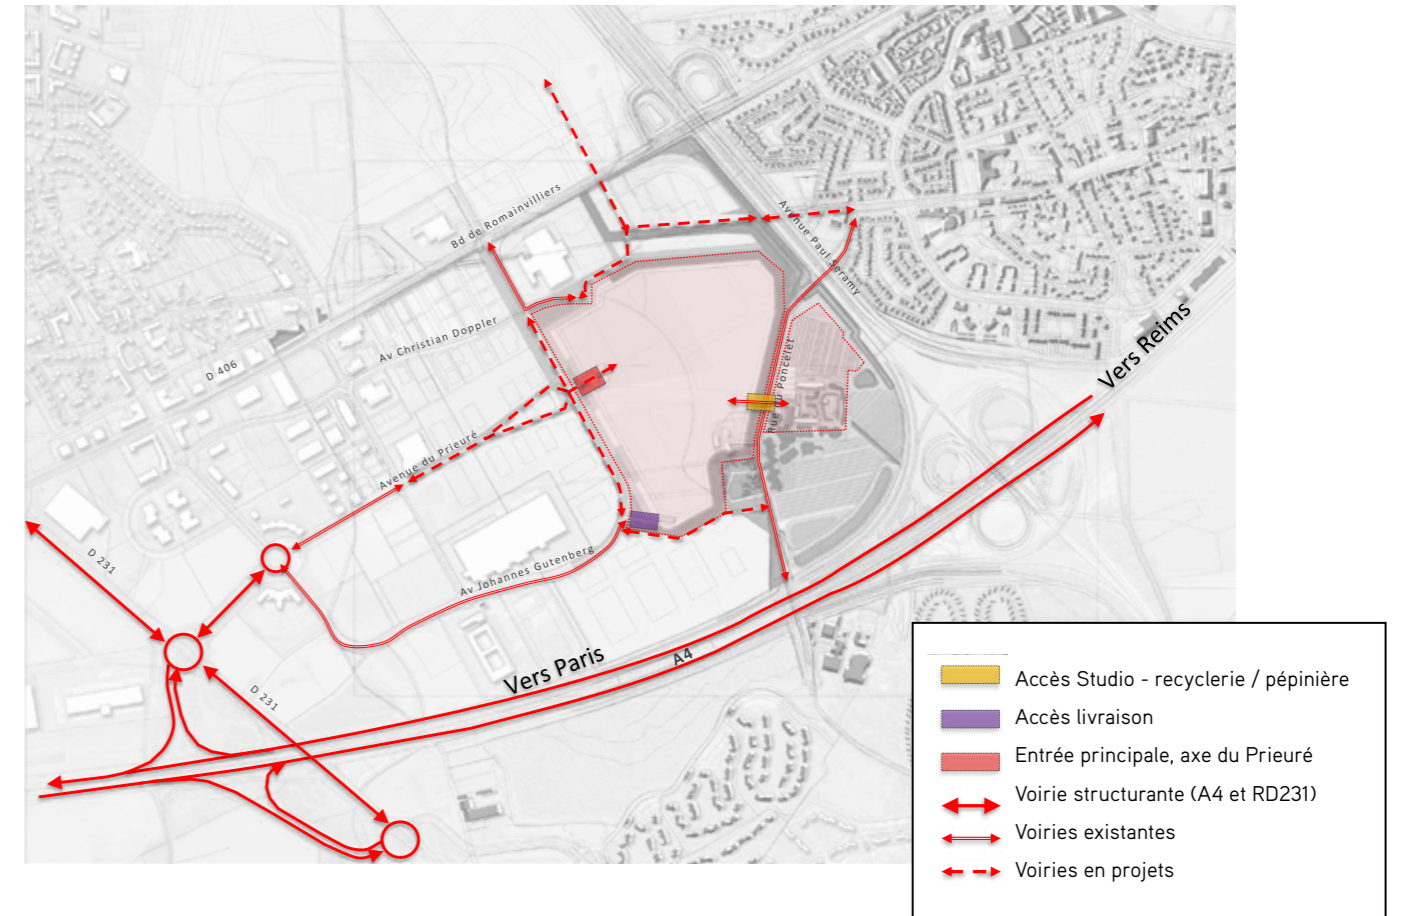 Bd de Romainvilliers
Avenue Paul Séramy
Av Christian Doppler
D 406
Rue du Poncelet
Vers Reims
Avenue du Prieuré
D 231
Av Johannes Gutenberg
Vers Paris
A4
D 231
Accès Studio - recyclerie / pépinière
Accès livraison
Entrée principale, axe du Prieuré
Voirie structurante (A4 et RD231)
Voiries existantes
Voiries en projets